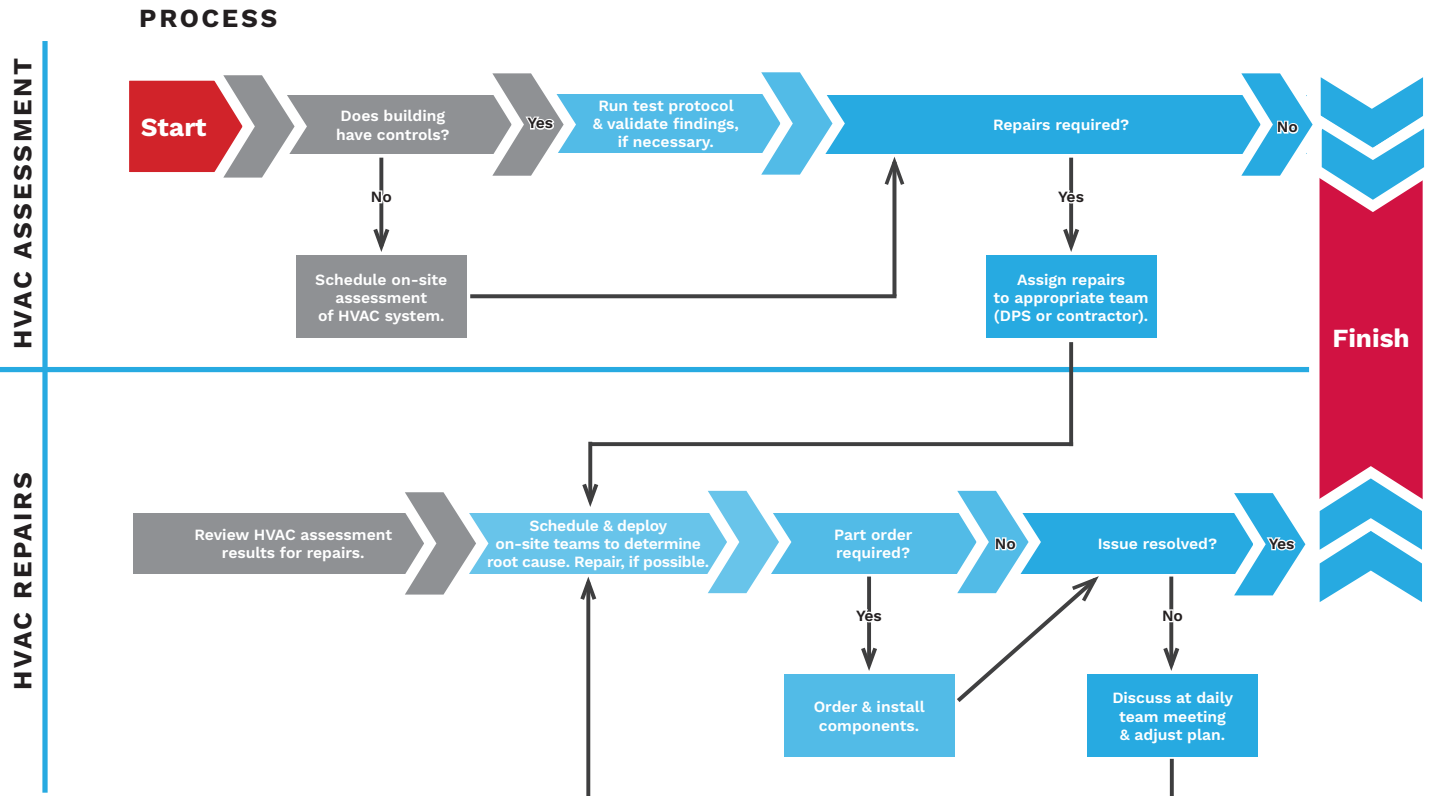 PROCESS
HVAC ASSESSMENT
Start
Does building
have controls?
Yes
Run test protocol
& validate findings,
if necessary.
Repairs required?
No
No
Yes
Schedule on-site
assessment
of HVAC system.
Assign repairs
to appropriate team
(DPS or contractor).
Finish
HVAC REPAIRS
Review HVAC assessment
results for repairs.
Schedule & deploy
on-site teams to determine
root cause. Repair, if possible.
Part order
required?
No
Issue resolved?
Yes
Yes
No
Order & install
components.
Discuss at daily
team meeting
& adjust plan.